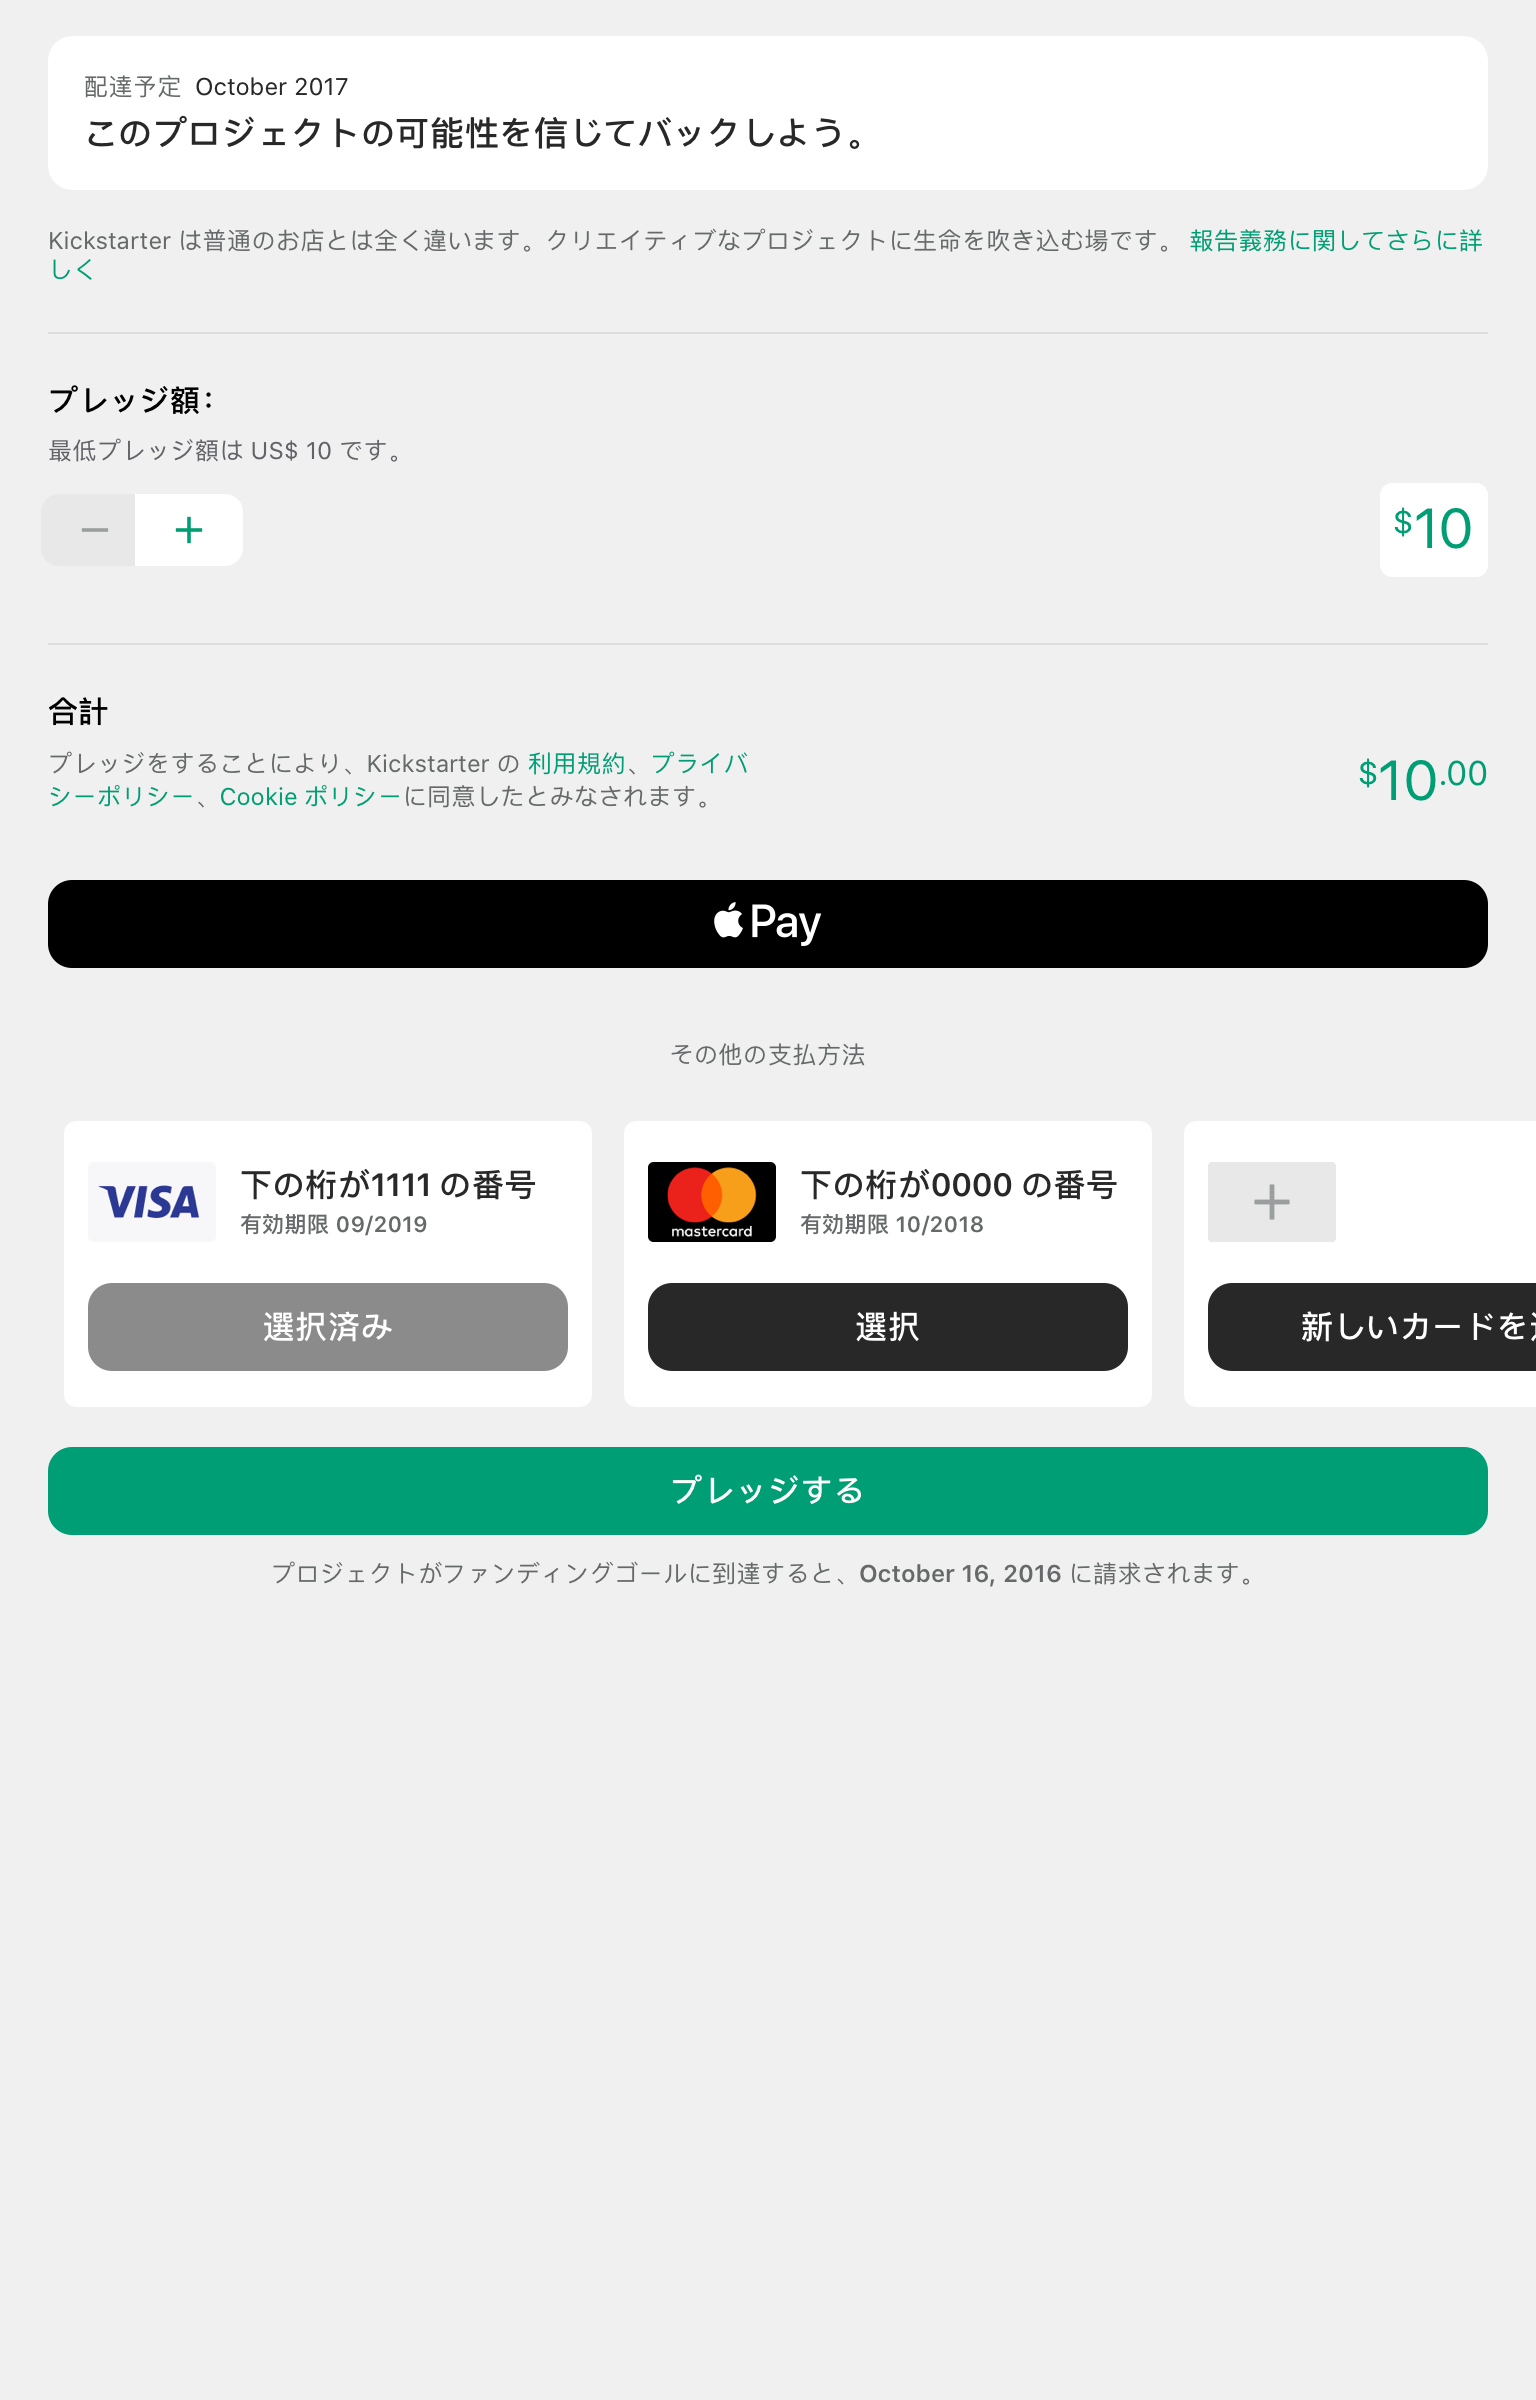 配達予定 October 2017
このプロジェクトの可能性を信じてバックしよう。
Kickstarter は普通のお店とは全く違います。クリエイティブなプロジェクトに生命を吹き込む場です。 報告義務に関してさらに詳
しく
プレッジ額：
最低プレッジ額は US$ 10 です。
− +
$10
合計
プレッジをすることにより、Kickstarter の 利用規約、プライバ
シーポリシー、Cookie ポリシーに同意したとみなされます。
$10.00
Pay
その他の支払方法
VISA
下の桁が1111 の番号
有効期限 09/2019
選択済み
mastercard
下の桁が0000 の番号
有効期限 10/2018
選択
+
新しいカードを
プレッジする
プロジェクトがファンディングゴールに到達すると、October 16, 2016 に請求されます。